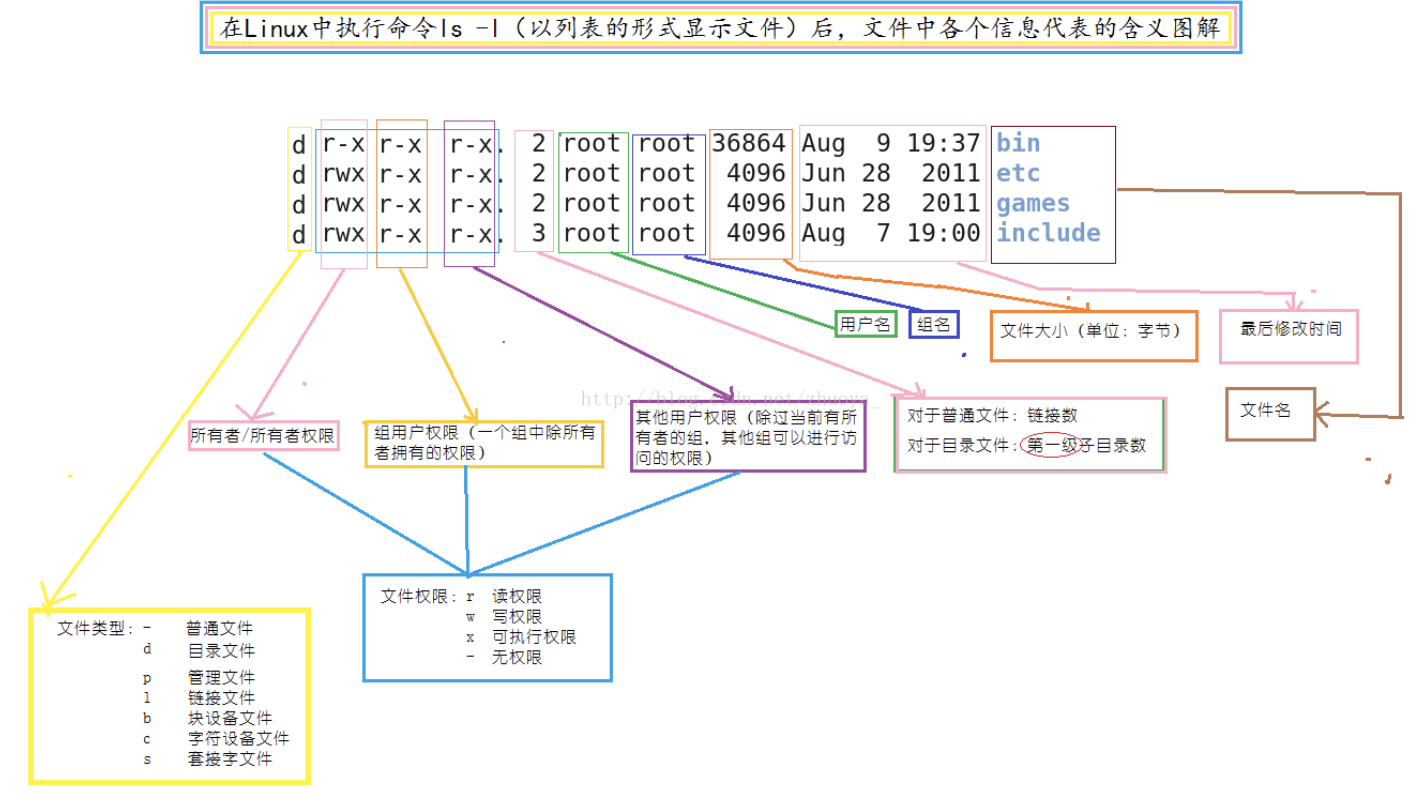 在Linux中执行命令ls -l（以列表的形式显示文件）后，文件中各个信息代表的含义图解
d r-x r-x r-x. 2 root root 36864 Aug 9 19:37 bin
d rwx r-x r-x. 2 root root 4096 Jun 28 2011 etc
d rwx r-x r-x. 2 root root 4096 Jun 28 2011 games
d rwx r-x r-x. 3 root root 4096 Aug 7 19:00 include
用户名
组名
文件大小（单位：字节）
最后修改时间
http://blog.csdn.net/zhuoya_
所有者/所有者权限
组用户权限（一个组中除所有
者拥有的权限）
其他用户权限（除过当前有所
有者的组，其他组可以进行访
问的权限）
对于普通文件：链接数
对于目录文件：第一级子目录数
文件名
文件权限：r 读权限
w 写权限
x 可执行权限
- 无权限
文件类型：- 普通文件
d 目录文件
p 管理文件
l 链接文件
b 块设备文件
c 字符设备文件
s 套接字文件